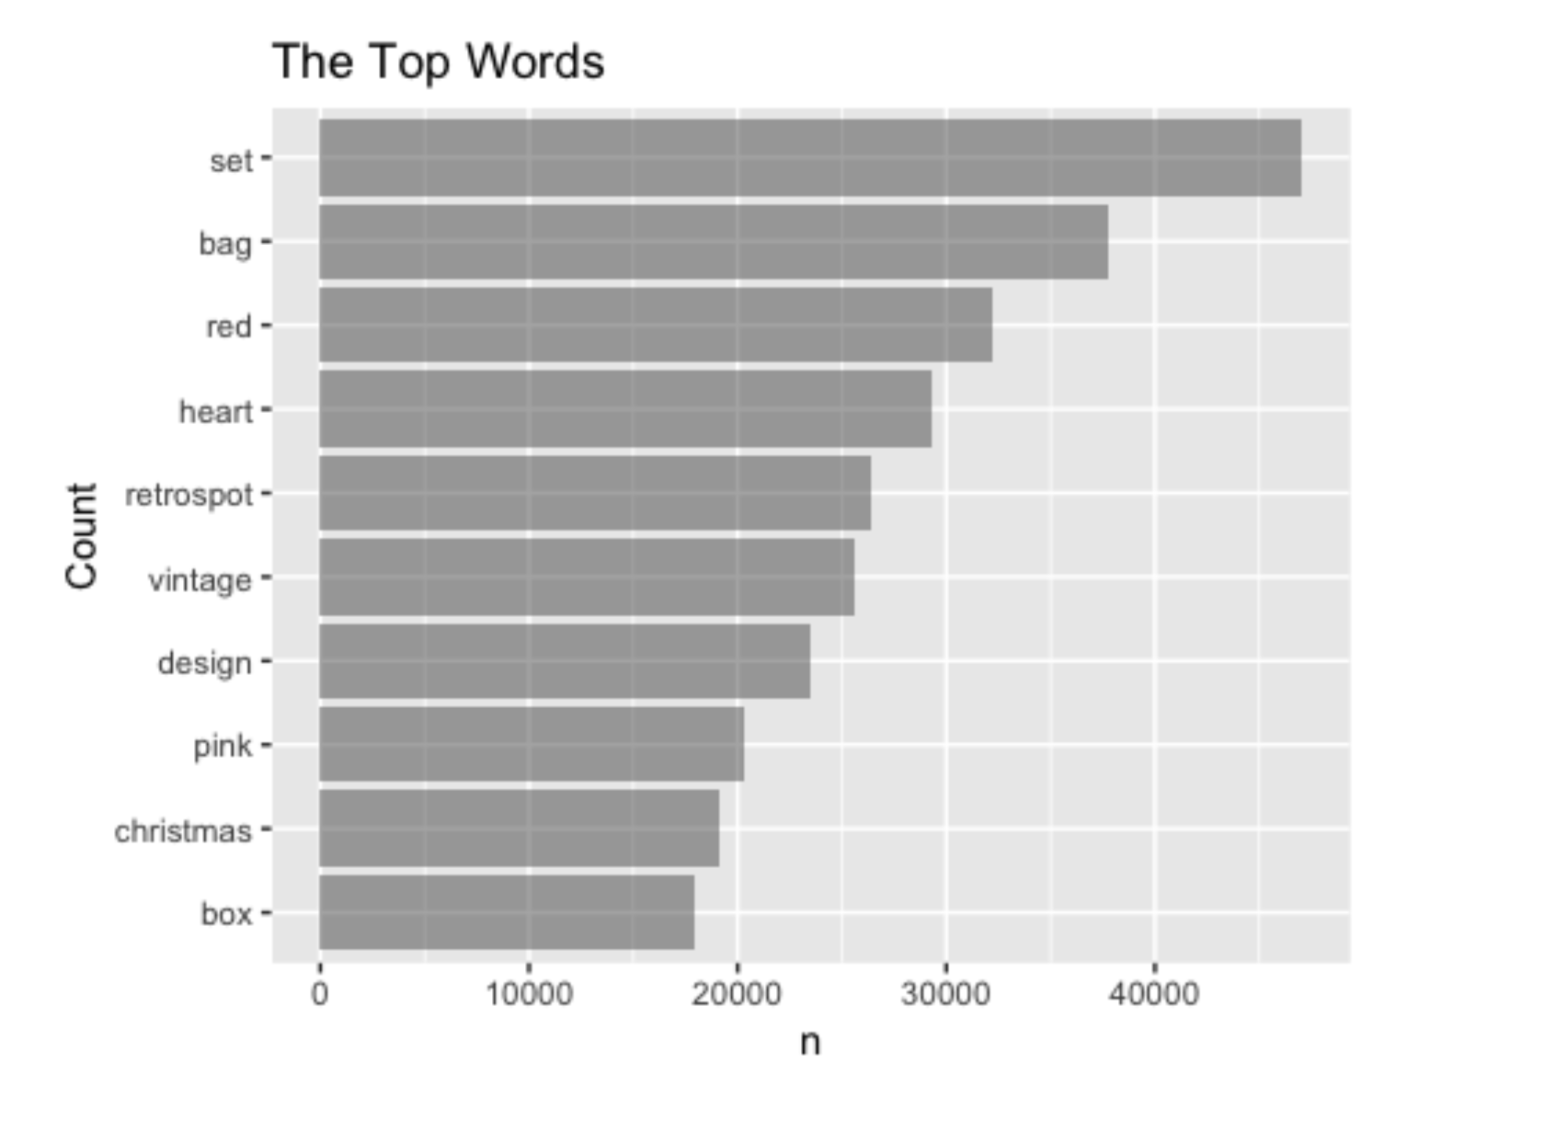 The Top Words
set
bag
red
heart
retrospot
vintage
design
pink
christmas
box
Count
0 10000 20000 30000 40000
n